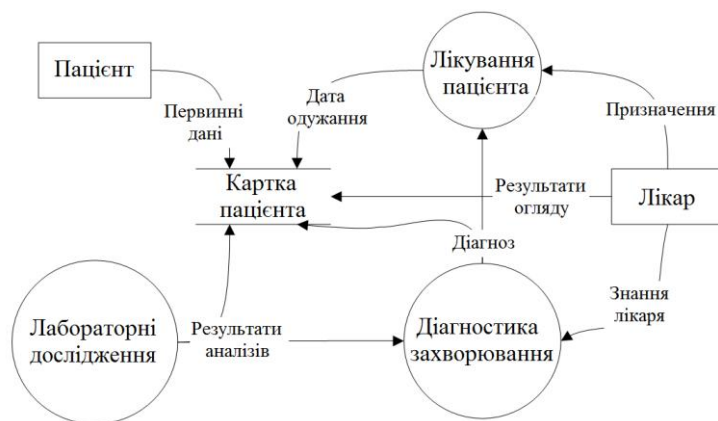 Пацієнт
Лікування
пацієнта
Дата
одужання
Призначення
Первинні
дані
Картка
пацієнта
Результати
огляду
Лікар
Діагноз
Знання
лікаря
Лабораторні
дослідження
Результати
аналізів
Діагностика
захворювання